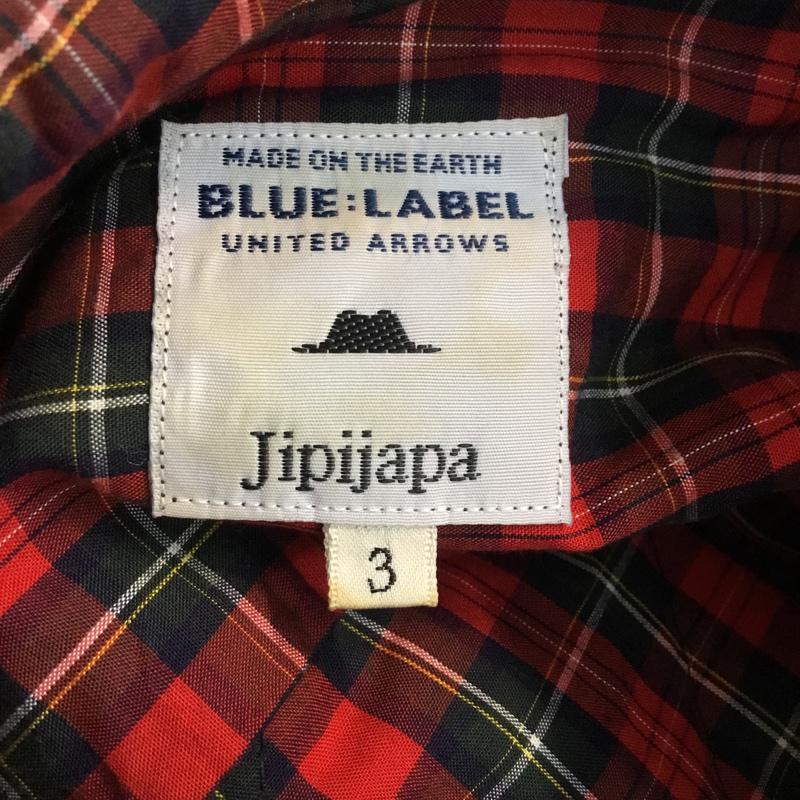 MADE ON THE EARTH
BLUE:LABEL
UNITED ARROWS
Jipijapa
3